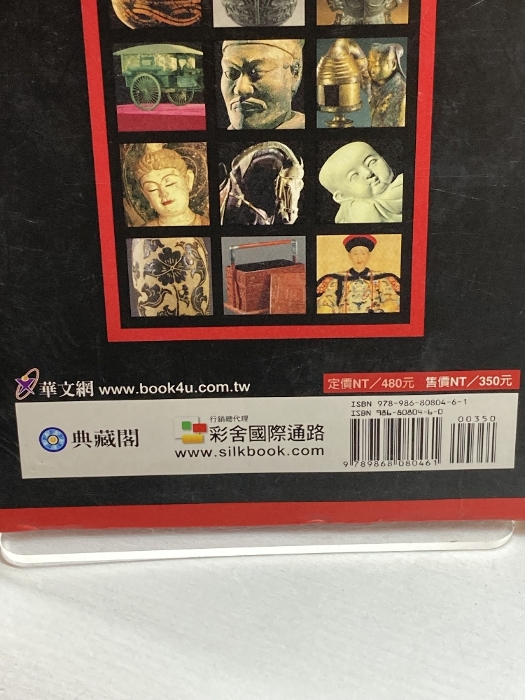 華文網 www.book4u.com.tw
定價NT／480元 售價NT／350元
典藏閣
行銷總代理
彩舍國際通路
www.silkbook.com
ISBN 978-986-80804-6-1
ISBN 986-80804-6-0
00350
9 789868 080461